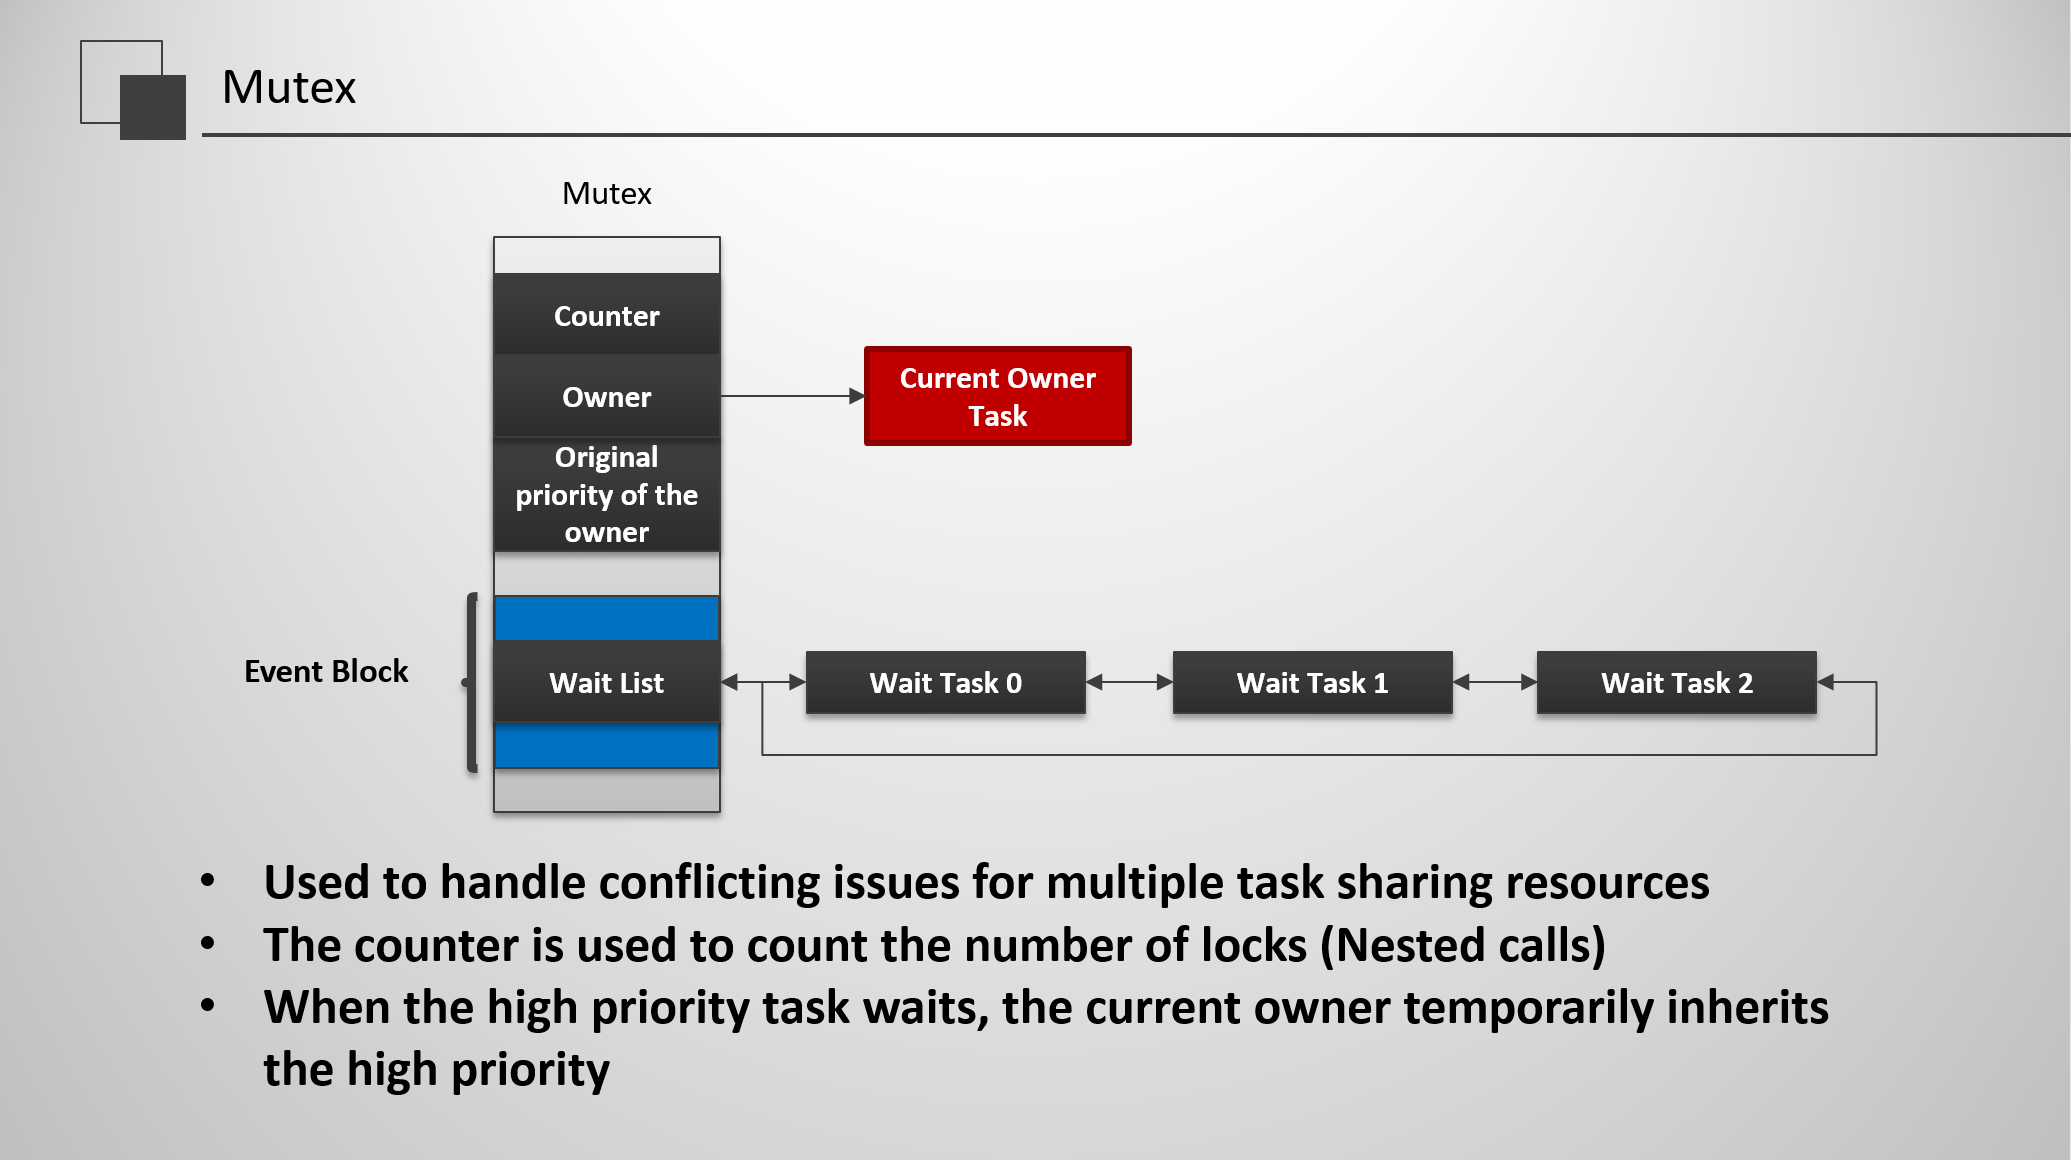 Mutex
Mutex
Counter
Owner
Current Owner
Task
Original
priority of the
owner
Event Block
Wait List
Wait Task 0
Wait Task 1
Wait Task 2
• Used to handle conflicting issues for multiple task sharing resources
• The counter is used to count the number of locks (Nested calls)
• When the high priority task waits, the current owner temporarily inherits
the high priority